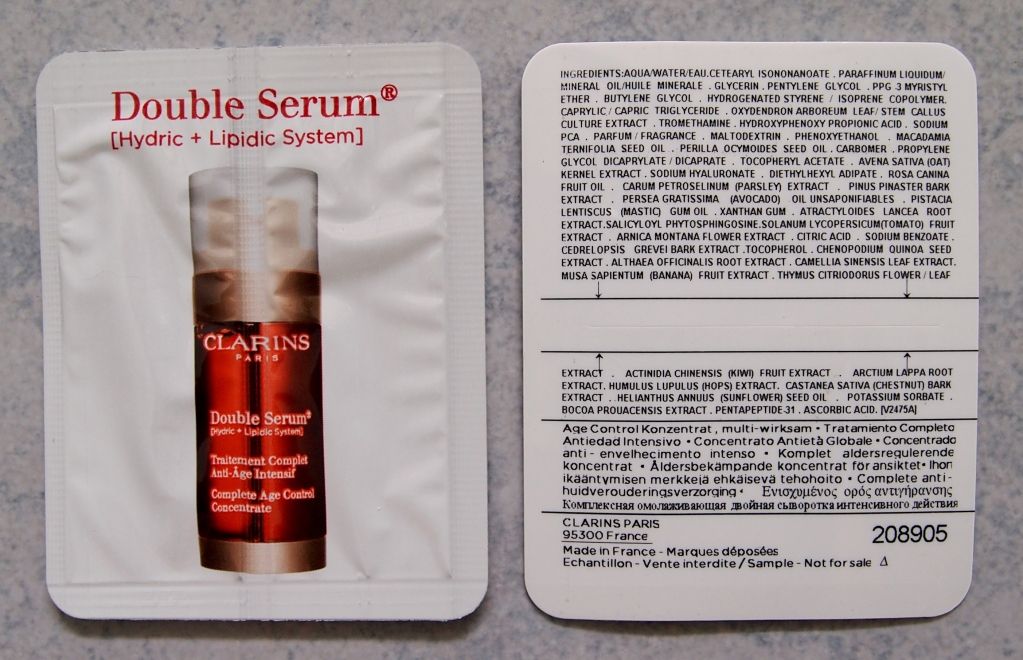 Double Serum®
[Hydric + Lipidic System]
CLARINS
PARIS
Double Serum®
[Hydric + Lipidic System]
Traitement Complet
Anti-Âge Intensif
Complete Age Control
Concentrate
INGREDIENTS:AQUA/WATER/EAU.CETEARYL ISONONANOATE . PARAFFINUM LIQUIDUM/
MINERAL OIL/HUILE MINERALE . GLYCERIN . PENTYLENE GLYCOL . PPG .3 MYRISTYL
ETHER . BUTYLENE GLYCOL . HYDROGENATED STYRENE / ISOPRENE COPOLYMER.
CAPRYLIC / CAPRIC TRIGLYCERIDE . OXYDENDRON ARBOREUM LEAF/ STEM CALLUS
CULTURE EXTRACT . TROMETHAMINE . HYDROXYPHENOXY PROPIONIC ACID . SODIUM
PCA . PARFUM / FRAGRANCE . MALTODEXTRIN . PHENOXYETHANOL . MACADAMIA
TERNIFOLIA SEED OIL . PERILLA OCYMOIDES SEED OIL . CARBOMER . PROPYLENE
GLYCOL DICAPRYLATE / DICAPRATE . TOCOPHERYL ACETATE . AVENA SATIVA (OAT)
KERNEL EXTRACT . SODIUM HYALURONATE . DIETHYLHEXYL ADIPATE . ROSA CANINA
FRUIT OIL . CARUM PETROSELINUM (PARSLEY) EXTRACT . PINUS PINASTER BARK
EXTRACT . PERSEA GRATISSIMA (AVOCADO) OIL UNSAPONIFIABLES . PISTACIA
LENTISCUS (MASTIC) GUM OIL . XANTHAN GUM . ATRACTYLOIDES LANCEA ROOT
EXTRACT.SALICYLOYL PHYTOSPHINGOSINE.SOLANUM LYCOPERSICUM(TOMATO) FRUIT
EXTRACT . ARNICA MONTANA FLOWER EXTRACT . CITRIC ACID . SODIUM BENZOATE .
CEDRELOPSIS GREVEI BARK EXTRACT .TOCOPHEROL . CHENOPODIUM QUINOA SEED
EXTRACT . ALTHAEA OFFICINALIS ROOT EXTRACT . CAMELLIA SINENSIS LEAF EXTRACT.
MUSA SAPIENTUM (BANANA) FRUIT EXTRACT . THYMUS CITRIODORUS FLOWER / LEAF
EXTRACT . ACTINIDIA CHINENSIS (KIWI) FRUIT EXTRACT . ARCTIUM LAPPA ROOT
EXTRACT. HUMULUS LUPULUS (HOPS) EXTRACT. CASTANEA SATIVA (CHESTNUT) BARK
EXTRACT . HELIANTHUS ANNUUS (SUNFLOWER) SEED OIL . POTASSIUM SORBATE .
BOCOA PROUACENSIS EXTRACT . PENTAPEPTIDE-31 . ASCORBIC ACID. [V2475A]
Age Control Konzentrat, multi-wirksam • Tratamiento Completo
Antiedad Intensivo • Concentrato Antietà Globale • Concentrado
anti - envelhecimento intenso • Komplet aldersregulerende
koncentrat • Åldersbekämpande koncentrat för ansiktet• Ihon
ikääntymisen merkkejä ehkäisevä tehohoito • Complete anti-
huidverouderingsverzorging • Ενισχυμένος ορός αντιγήρανσης
Комплексная омолаживающая двойная сыворотка интенсивного действия
CLARINS PARIS
95300 France
208905
Made in France - Marques déposées
Echantillon - Vente interdite / Sample - Not for sale Δ